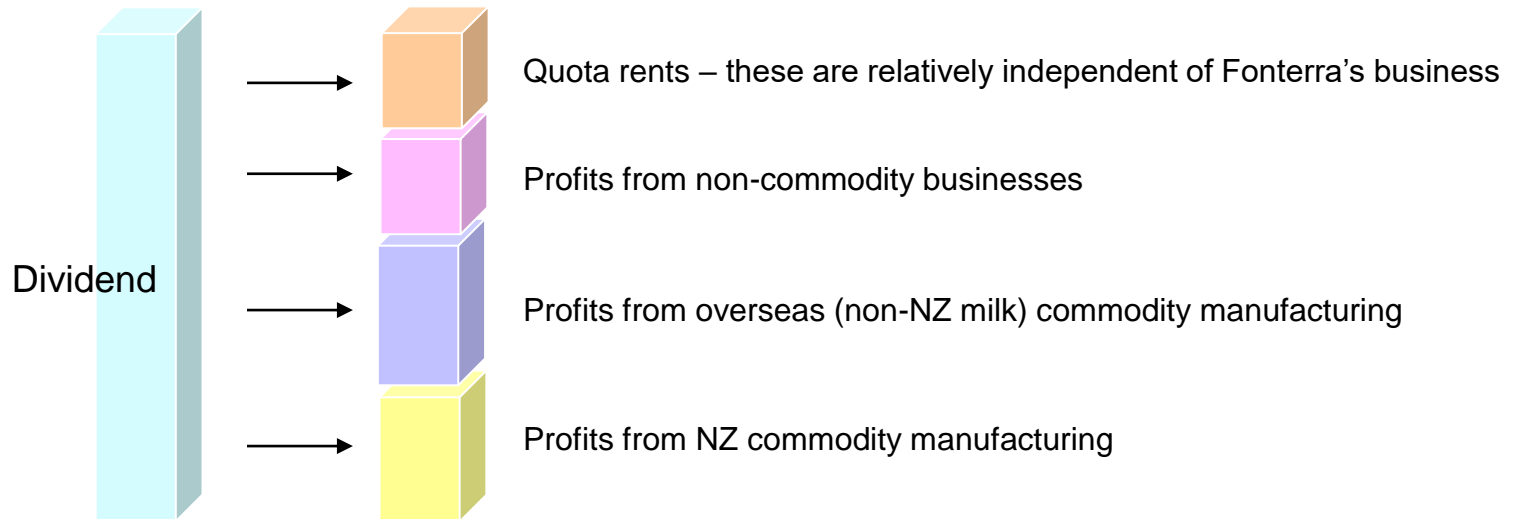 Quota rents – these are relatively independent of Fonterra’s business
Profits from non-commodity businesses
Dividend
Profits from overseas (non-NZ milk) commodity manufacturing
Profits from NZ commodity manufacturing